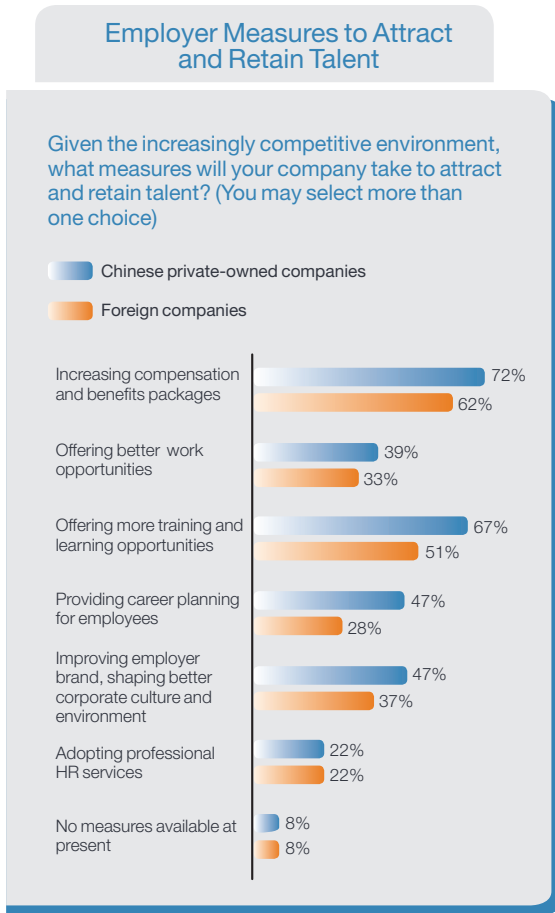 Employer Measures to Attract
and Retain Talent
Given the increasingly competitive environment,
what measures will your company take to attract
and retain talent? (You may select more than
one choice)
Chinese private-owned companies
Foreign companies
Increasing compensation
and benefits packages
72%
62%
Offering better work
opportunities
39%
33%
Offering more training and
learning opportunities
67%
51%
Providing career planning
for employees
47%
28%
Improving employer
brand, shaping better
corporate culture and
environment
47%
37%
Adopting professional
HR services
22%
22%
No measures available at
present
8%
8%